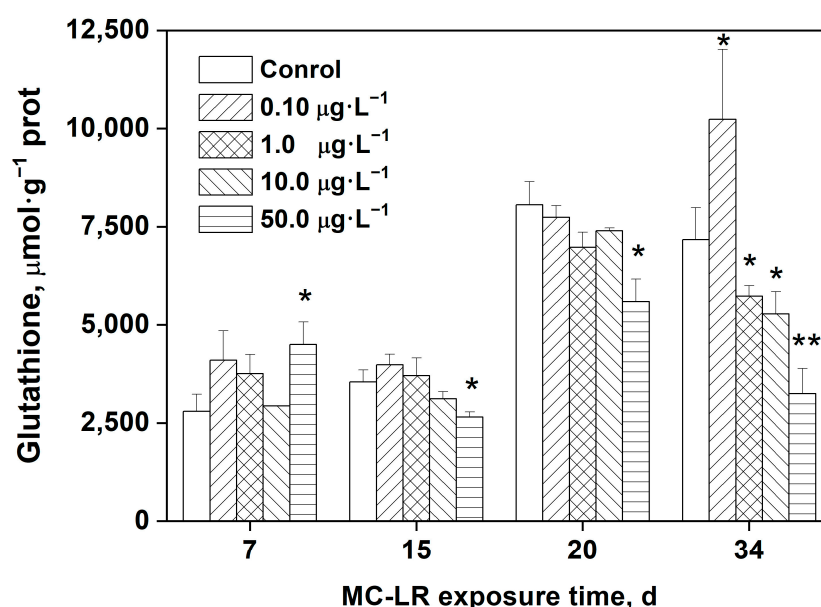 12,500
10,000
7,500
5,000
2,500
0
Glutathione, μmol·g⁻¹ prot
Conrol
0.10 μg·L⁻¹
1.0 μg·L⁻¹
10.0 μg·L⁻¹
50.0 μg·L⁻¹
*
*
*
*
*
*
**
7 15 20 34
MC-LR exposure time, d